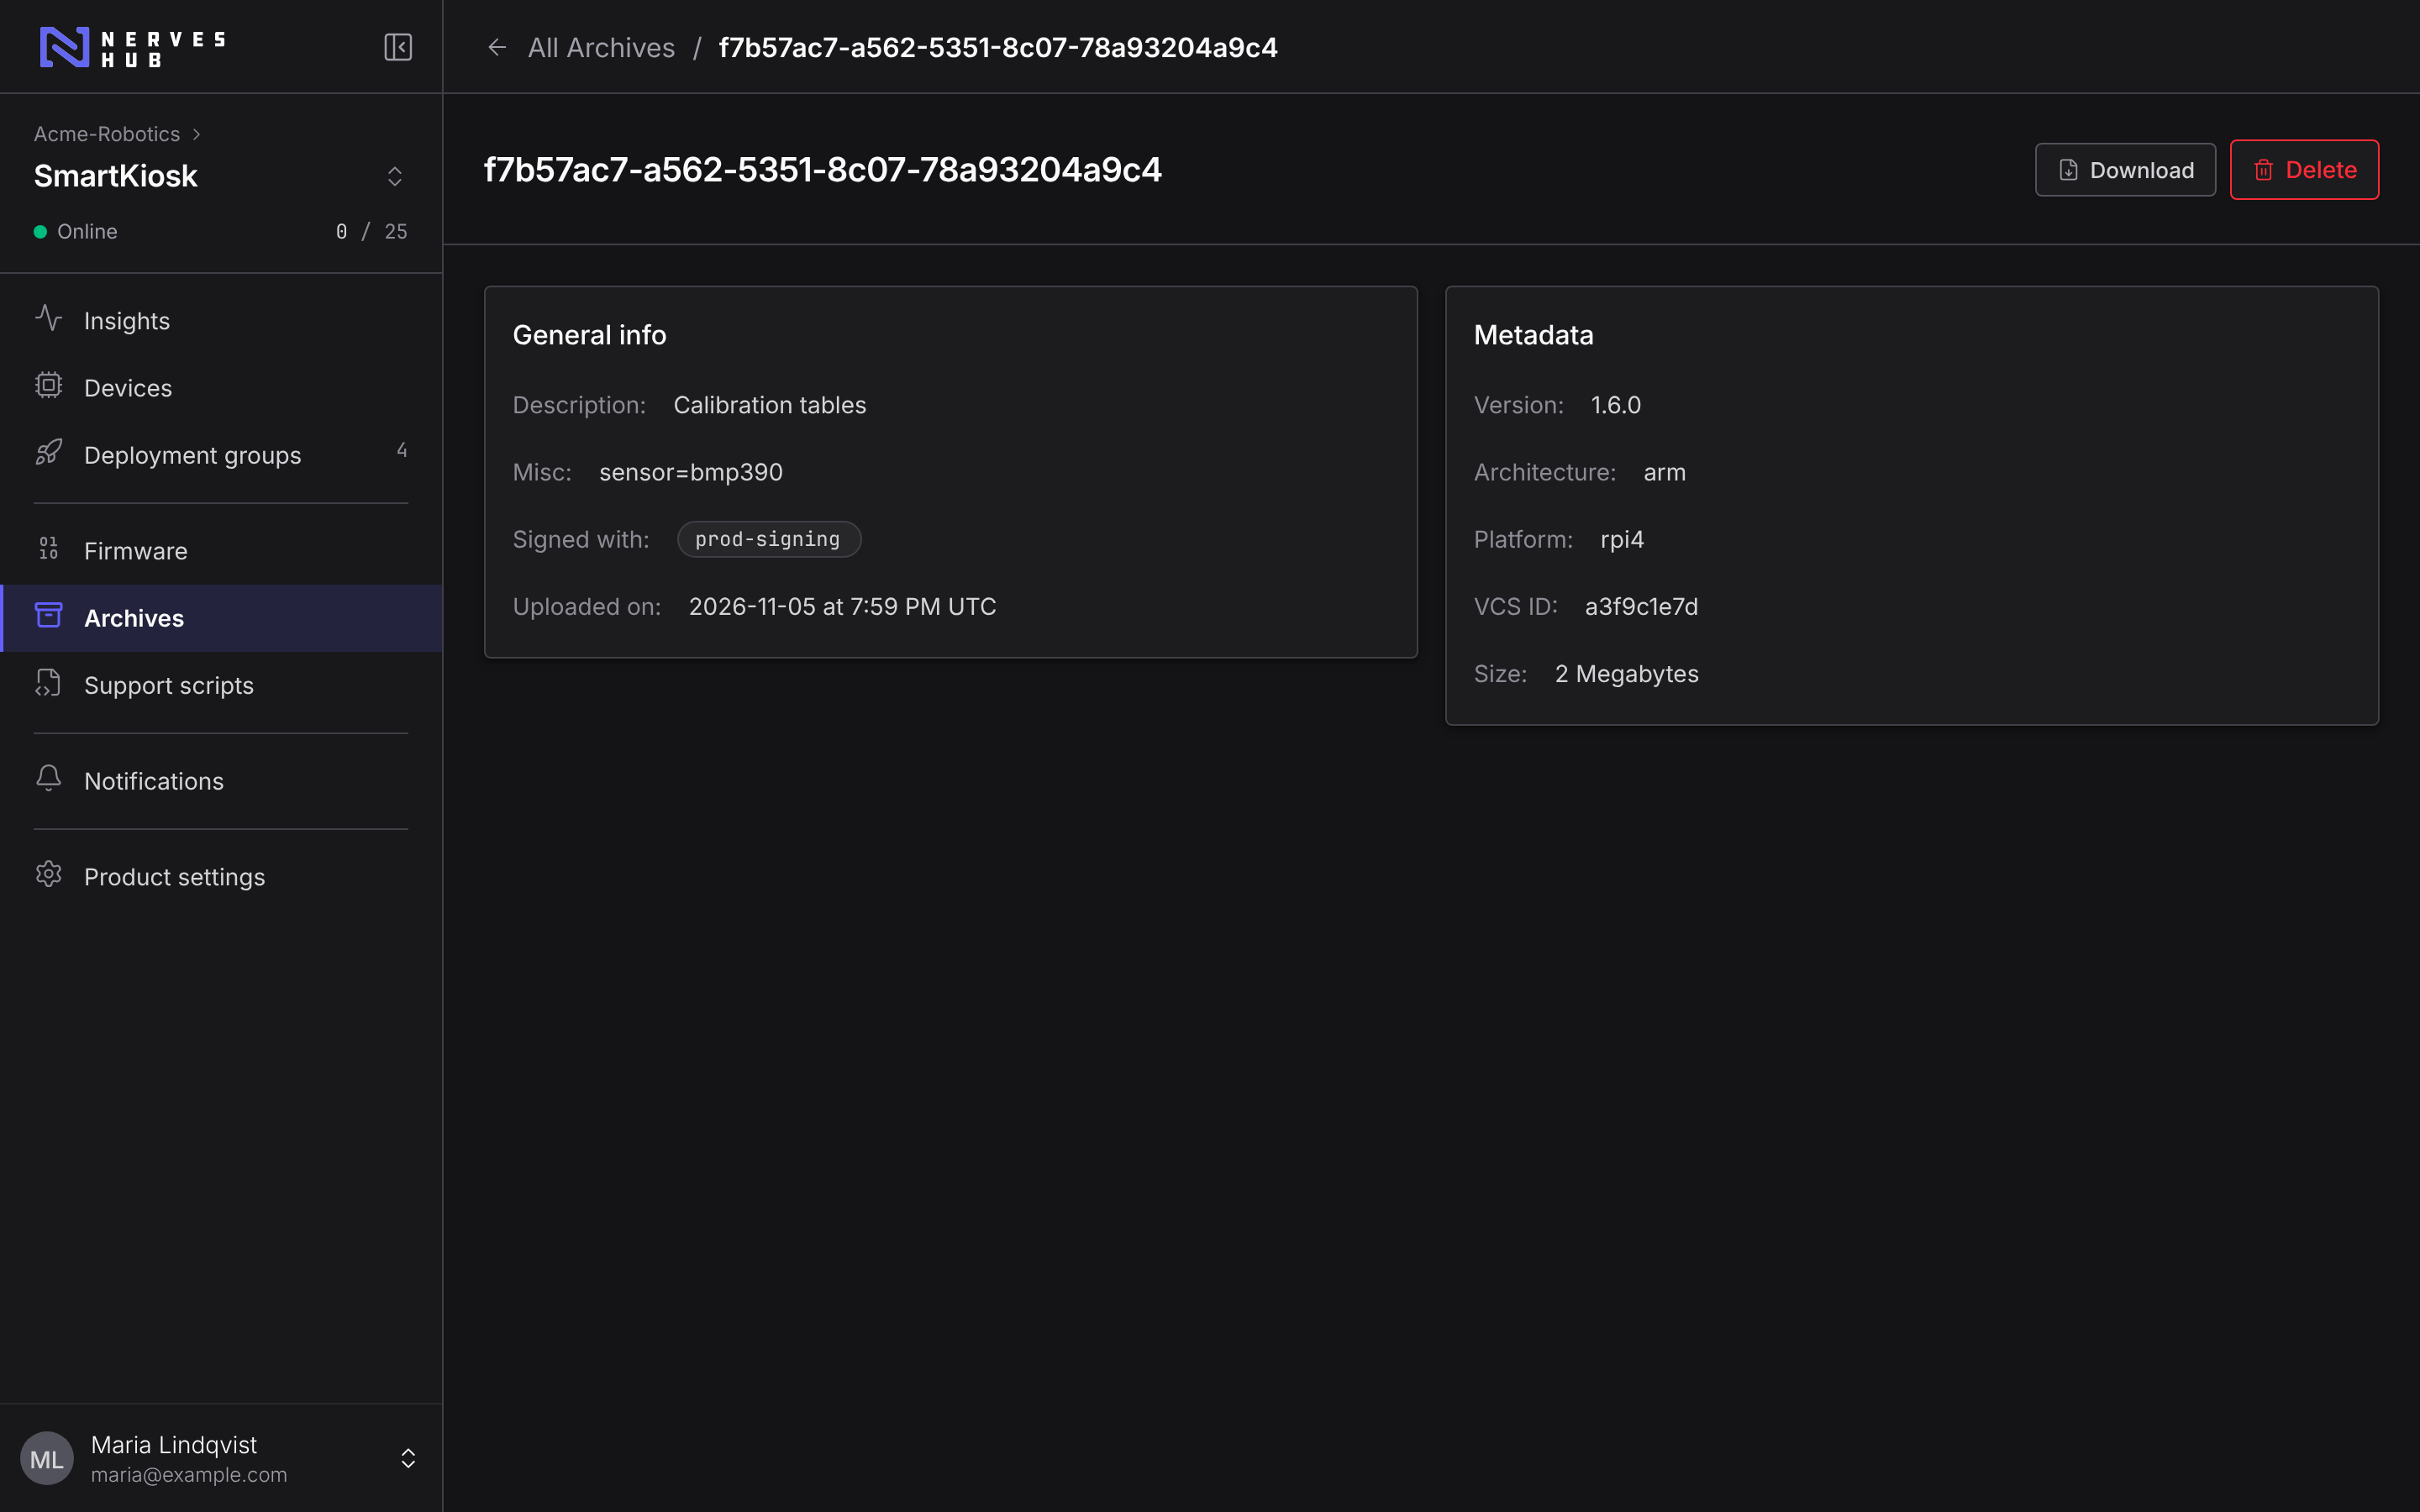 NERVES
HUB
← All Archives / f7b57ac7-a562-5351-8c07-78a93204a9c4
Acme-Robotics >
SmartKiosk
Online 0 / 25
Insights
Devices
Deployment groups 4
Firmware
Archives
Support scripts
Notifications
Product settings
ML
Maria Lindqvist
maria@example.com
f7b57ac7-a562-5351-8c07-78a93204a9c4
Download
Delete
General info
Description: Calibration tables
Misc: sensor=bmp390
Signed with: prod-signing
Uploaded on: 2026-11-05 at 7:59 PM UTC
Metadata
Version: 1.6.0
Architecture: arm
Platform: rpi4
VCS ID: a3f9c1e7d
Size: 2 Megabytes